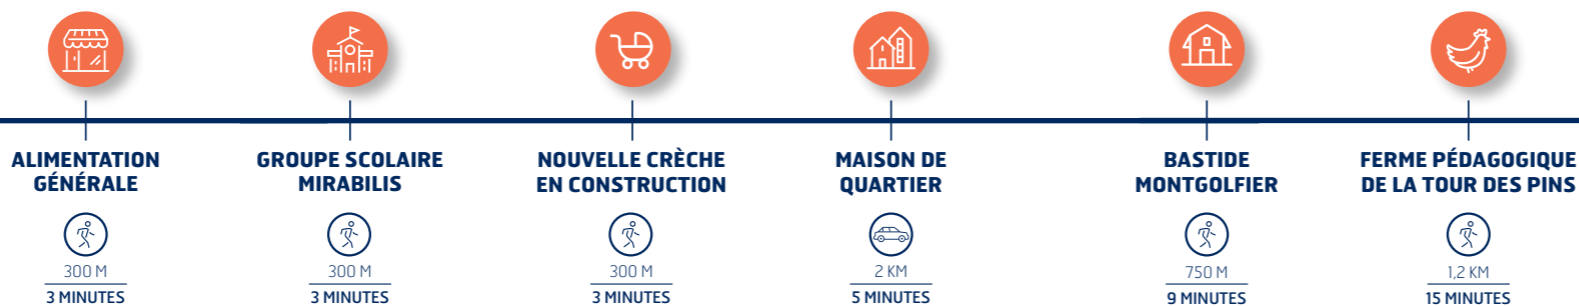 ALIMENTATION
GÉNÉRALE
300 M
3 MINUTES
GROUPE SCOLAIRE
MIRABILIS
300 M
3 MINUTES
NOUVELLE CRÈCHE
EN CONSTRUCTION
300 M
3 MINUTES
MAISON DE
QUARTIER
2 KM
5 MINUTES
BASTIDE
MONTGOLFIER
750 M
9 MINUTES
FERME PÉDAGOGIQUE
DE LA TOUR DES PINS
1,2 KM
15 MINUTES